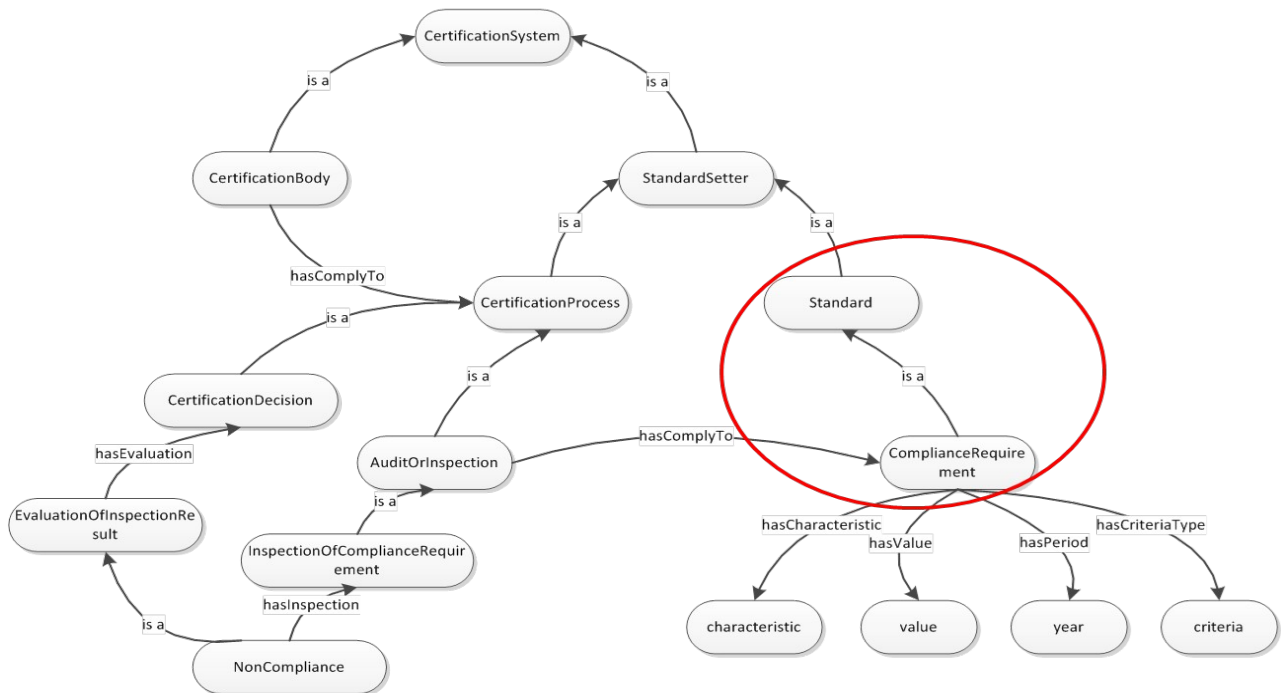 CertificationSystem
is a
is a
CertificationBody
StandardSetter
is a
is a
hasComplyTo
CertificationProcess
Standard
is a
is a
is a
CertificationDecision
hasComplyTo
hasEvaluation
AuditOrInspection
ComplianceRequire
ment
is a
EvaluationOfInspectionRe
sult
hasCharacteristic
hasValue
hasPeriod
hasCriteriaType
InspectionOfComplianceRequir
ement
hasInspection
is a
characteristic
value
year
criteria
NonCompliance